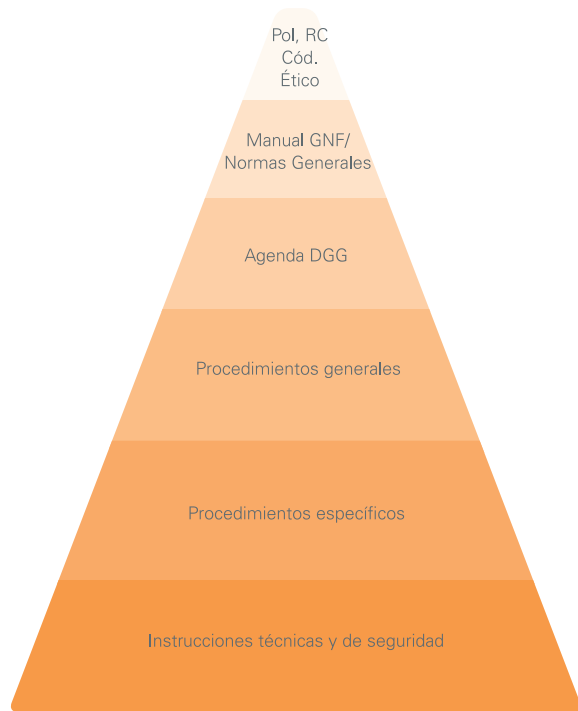 Pol, RC
Cód.
Ético
Manual GNF/
Normas Generales
Agenda DGG
Procedimientos generales
Procedimientos específicos
Instrucciones técnicas y de seguridad